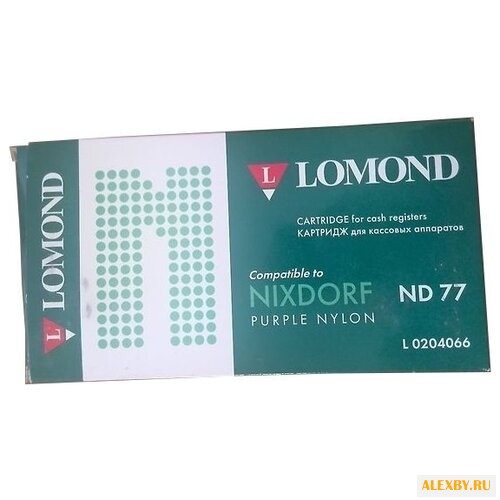 L LOMOND
L LOMOND
CARTRIDGE for cash registers
КАРТРИДЖ для кассовых аппаратов
Compatible to
NIXDORF ND 77
PURPLE NYLON
L 0204066
ALEXBY.RU